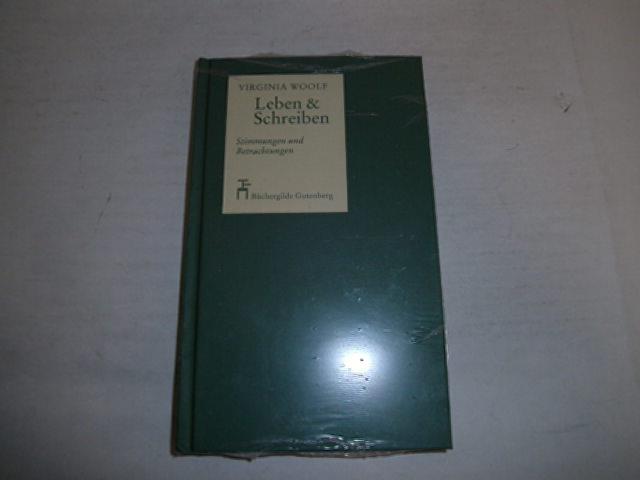 VIRGINIA WOOLF
Leben &
Schreiben
Stimmungen und
Betrachtungen
Büchergilde Gutenberg